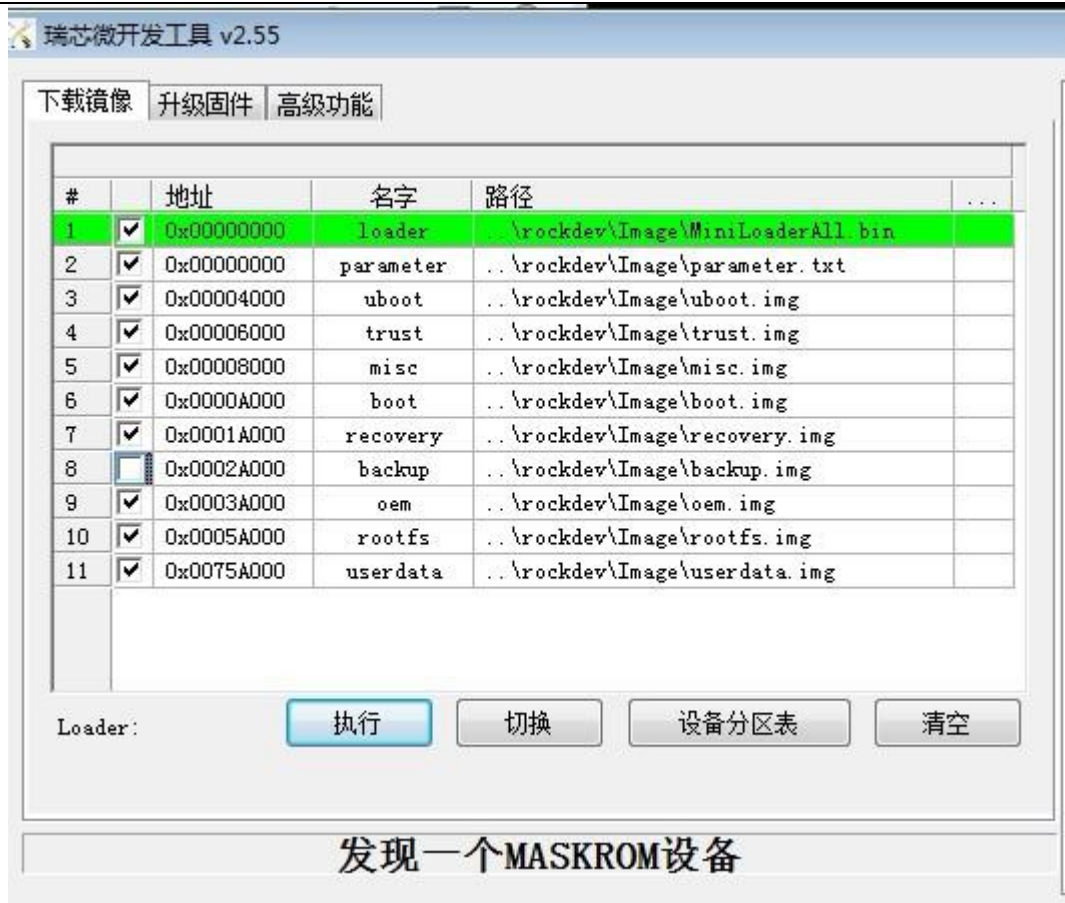 瑞芯微开发工具 v2.55
下载镜像 升级固件 高级功能
# 地址 名字 路径 ...
1 0x00000000 loader ..\rockdev\Image\MiniLoaderAll.bin
2 0x00000000 parameter ..\rockdev\Image\parameter.txt
3 0x00004000 uboot ..\rockdev\Image\uboot.img
4 0x00006000 trust ..\rockdev\Image\trust.img
5 0x00008000 misc ..\rockdev\Image\misc.img
6 0x0000A000 boot ..\rockdev\Image\boot.img
7 0x0001A000 recovery ..\rockdev\Image\recovery.img
8 0x0002A000 backup ..\rockdev\Image\backup.img
9 0x0003A000 oem ..\rockdev\Image\oem.img
10 0x0005A000 rootfs ..\rockdev\Image\rootfs.img
11 0x0075A000 userdata ..\rockdev\Image\userdata.img
Loader: 执行 切换 设备分区表 清空
发现一个MASKROM设备